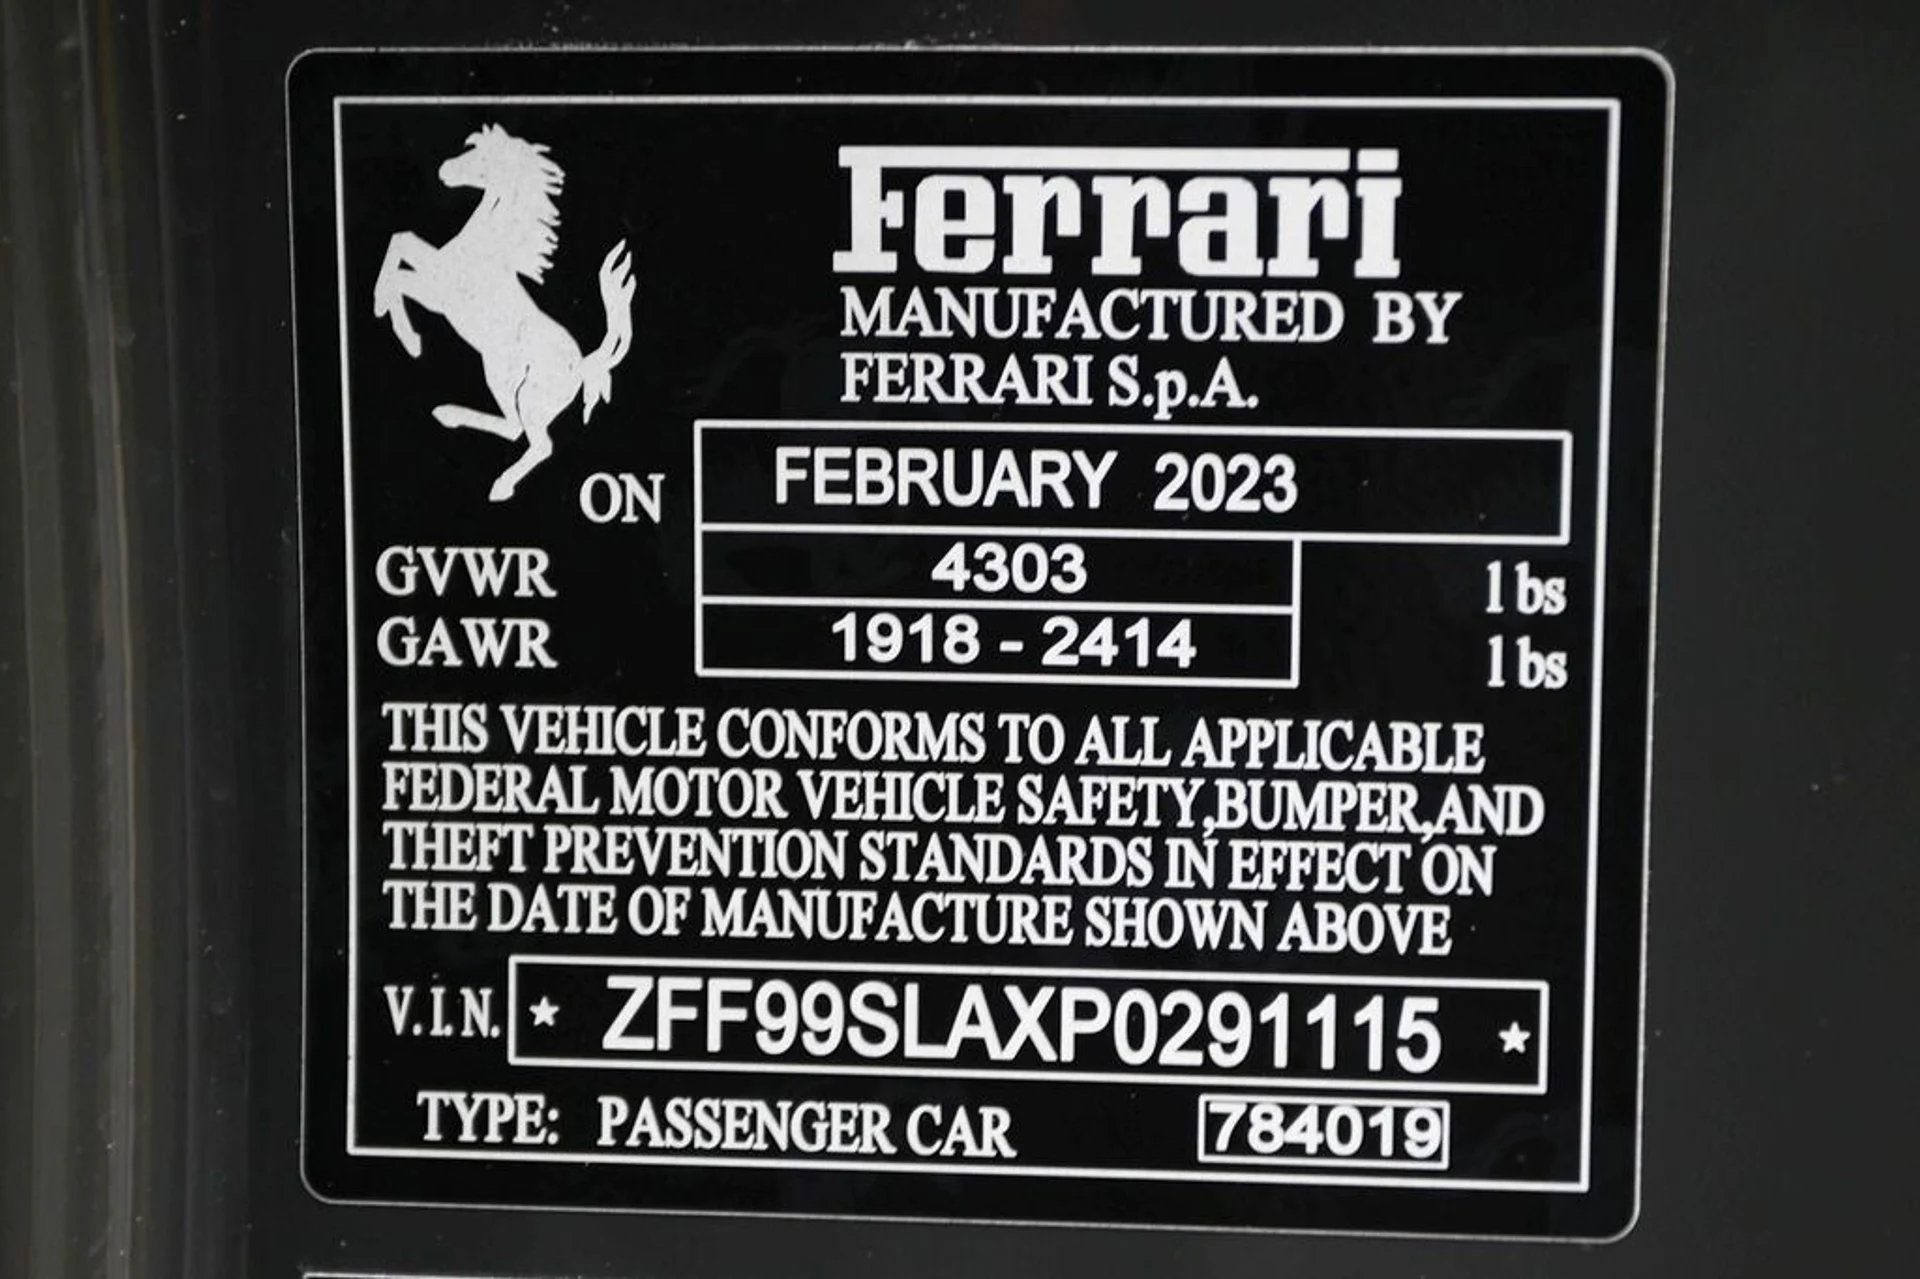 Ferrari
MANUFACTURED BY
FERRARI S.p.A.
ON FEBRUARY 2023
GVWR 4303 lbs
GAWR 1918 - 2414 lbs
THIS VEHICLE CONFORMS TO ALL APPLICABLE
FEDERAL MOTOR VEHICLE SAFETY,BUMPER,AND
THEFT PREVENTION STANDARDS IN EFFECT ON
THE DATE OF MANUFACTURE SHOWN ABOVE
V.I.N. ★ ZFF99SLAXP0291115 ★
TYPE: PASSENGER CAR 784019